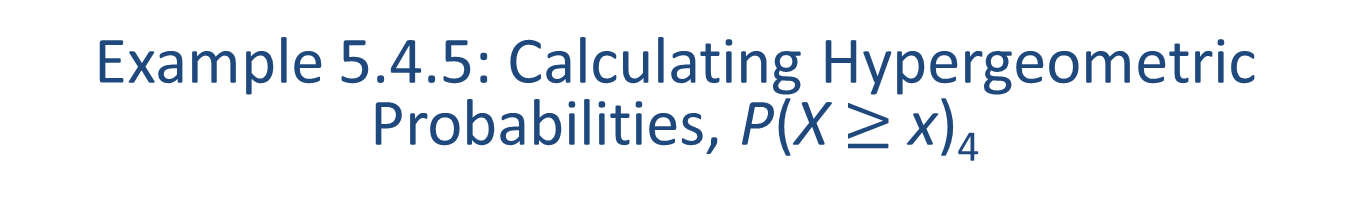 Example 5.4.5: Calculating Hypergeometric
Probabilities, P(X ≥ x)₄